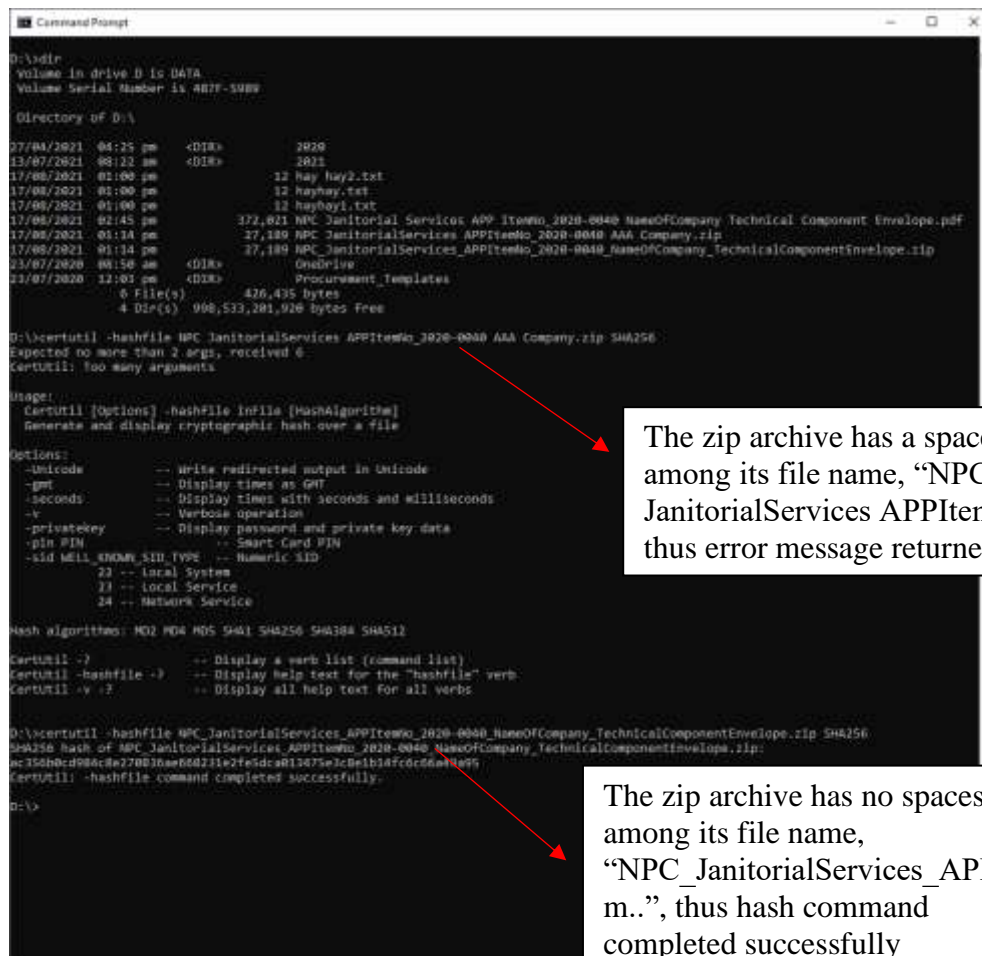 Command Prompt
D:\>dir
Volume in drive D is DATA
Volume Serial Number is 487F-5989
Directory of D:\
27/04/2021 04:25 pm <DIR> 2020
13/07/2021 08:22 am <DIR> 2021
17/08/2021 01:00 pm 12 hay hay2.txt
17/08/2021 01:00 pm 12 hayhay.txt
17/08/2021 01:00 pm 12 hayhay1.txt
17/08/2021 02:45 pm 372,021 NPC Janitorial Services APP ItemNo_2020-0040 NameOfCompany Technical Component Envelope.pdf
17/08/2021 01:14 pm 27,189 NPC_JanitorialServices APPItemNo_2020-0040 AAA Company.zip
17/08/2021 01:14 pm 27,189 NPC_JanitorialServices_APPItemNo_2020-0040_NameOfCompany_TechnicalComponentEnvelope.zip
23/07/2020 08:50 am <DIR> OneDrive
23/07/2020 12:03 pm <DIR> Procurement_Templates
6 File(s) 426,435 bytes
4 Dir(s) 998,533,201,920 bytes free
D:\>certutil -hashfile NPC JanitorialServices APPItemNo_2020-0040 AAA Company.zip SHA256
Expected no more than 2 args, received 6
CertUtil: Too many arguments
Usage:
CertUtil [Options] -hashfile InFile [HashAlgorithm]
Generate and display cryptographic hash over a file
Options:
-Unicode -- Write redirected output in Unicode
-gmt -- Display times as GMT
-seconds -- Display times with seconds and milliseconds
-v -- Verbose operation
-privatekey -- Display password and private key data
-pin PIN -- Smart Card PIN
-sid WELL_KNOWN_SID_TYPE -- Numeric SID
22 -- Local System
23 -- Local Service
24 -- Network Service
Hash algorithms: MD2 MD4 MD5 SHA1 SHA256 SHA384 SHA512
CertUtil -? -- Display a verb list (command list)
CertUtil -hashfile -? -- Display help text for the "hashfile" verb
CertUtil -v -? -- Display all help text for all verbs
D:\>certutil -hashfile NPC_JanitorialServices_APPItemNo_2020-0040_NameOfCompany_TechnicalComponentEnvelope.zip SHA256
SHA256 hash of NPC_JanitorialServices_APPItemNo_2020-0040_NameOfCompany_TechnicalComponentEnvelope.zip:
CertUtil: -hashfile command completed successfully.
D:\>
The zip archive has a space
among its file name, “NPC
JanitorialServices APPIten
thus error message returne
The zip archive has no spaces
among its file name,
“NPC_JanitorialServices_AP
m..”, thus hash command
completed successfully